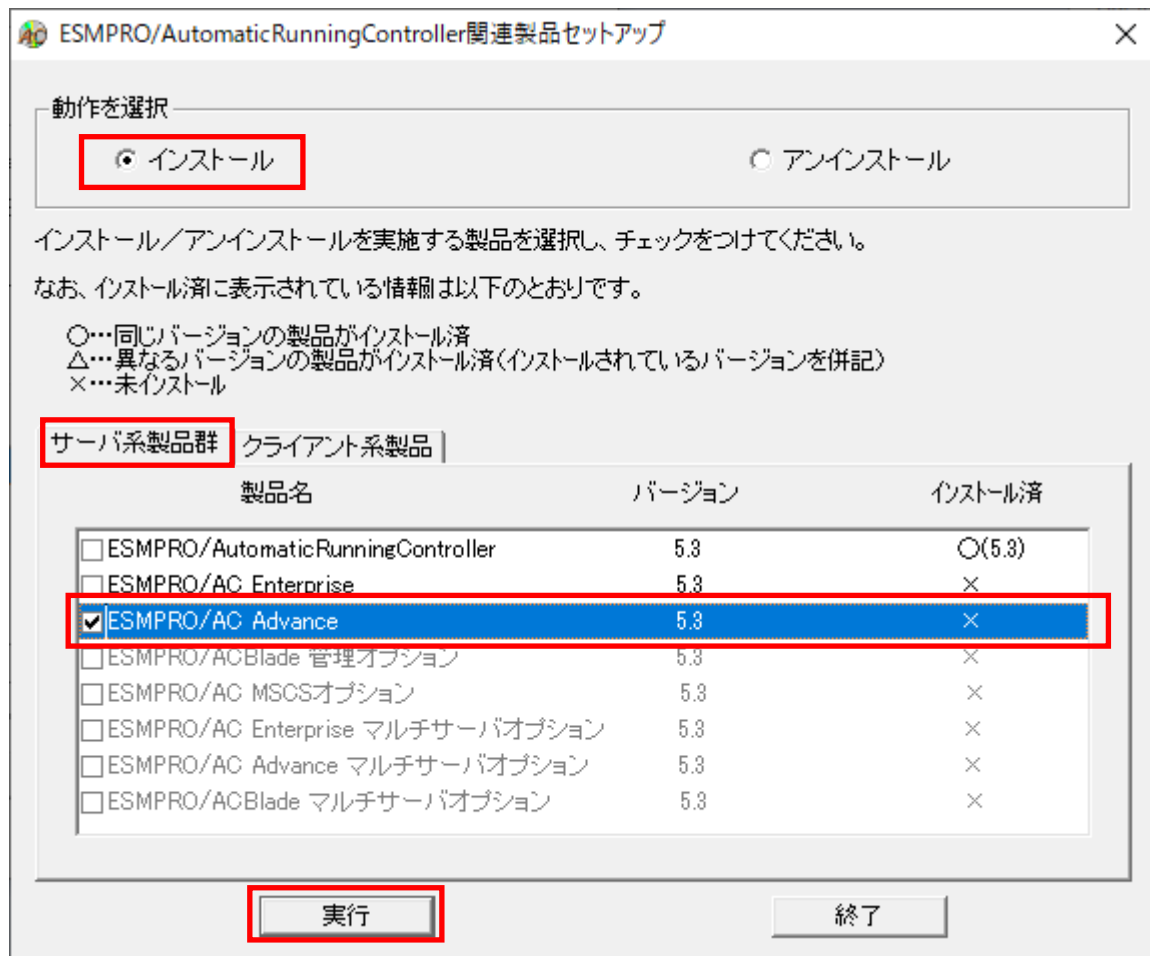 ESMPRO/AutomaticRunningController関連製品セットアップ
動作を選択
インストール
アンインストール
インストール／アンインストールを実施する製品を選択し、チェックをつけてください。
なお、インストール済に表示されている情報は以下のとおりです。
○…同じバージョンの製品がインストール済
△…異なるバージョンの製品がインストール済(インストールされているバージョンを併記)
×…未インストール
サーバ系製品群 クライアント系製品
製品名 バージョン インストール済
ESMPRO/AutomaticRunningController 5.3 ○(5.3)
ESMPRO/AC Enterprise 5.3 ×
ESMPRO/AC Advance 5.3 ×
ESMPRO/ACBlade 管理オプション 5.3 ×
ESMPRO/AC MSCSオプション 5.3 ×
ESMPRO/AC Enterprise マルチサーバオプション 5.3 ×
ESMPRO/AC Advance マルチサーバオプション 5.3 ×
ESMPRO/ACBlade マルチサーバオプション 5.3 ×
実行 終了